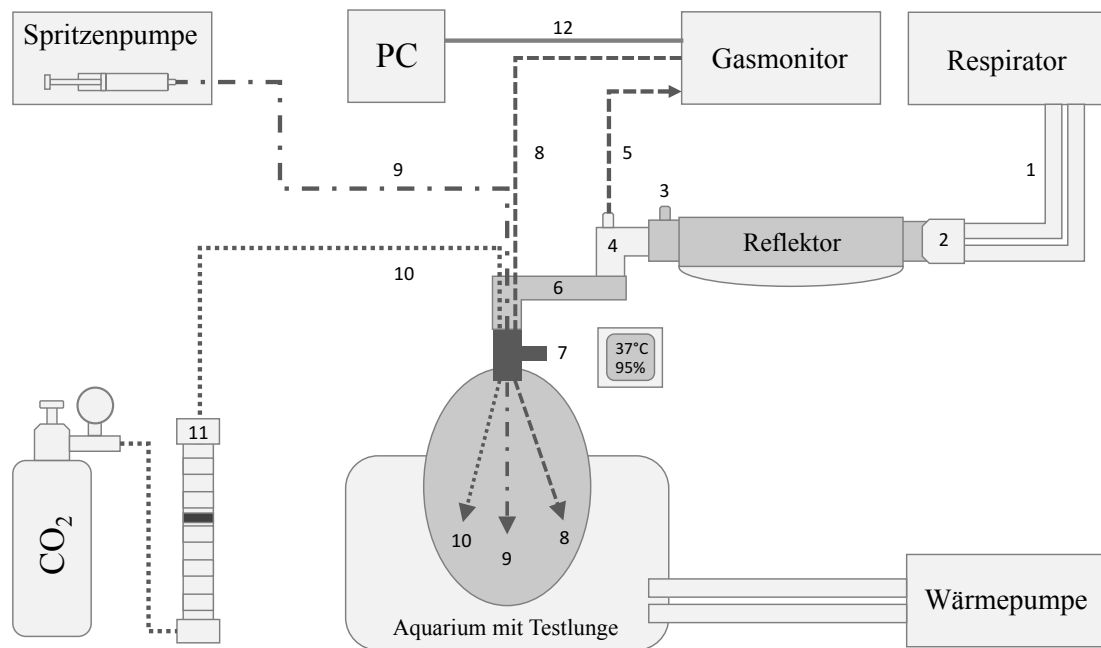 Spritzenpumpe
PC
12
Gasmonitor
Respirator
9
8
5
3
1
4
Reflektor
2
10
6
7
37°C
95%
11
CO₂
10
9
8
Aquarium mit Testlunge
Wärmepumpe